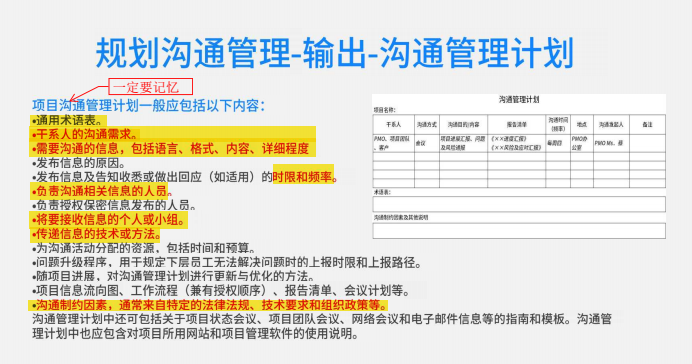 规划沟通管理-输出-沟通管理计划
一定要记忆
项目沟通管理计划一般应包括以下内容：
•通用术语表。
•干系人的沟通需求。
•需要沟通的信息，包括语言、格式、内容、详细程度
•发布信息的原因。
•发布信息及告知收悉或做出回应（如适用）的时限和频率。
•负责沟通相关信息的人员。
•负责授权保密信息发布的人员。
•将要接收信息的个人或小组。
•传递信息的技术或方法。
•为沟通活动分配的资源，包括时间和预算。
•问题升级程序，用于规定下层员工无法解决问题时的上报时限和上报路径。
•随项目进展，对沟通管理计划进行更新与优化的方法。
•项目信息流向图、工作流程（兼有授权顺序）、报告清单、会议计划等。
•沟通制约因素，通常来自特定的法律法规、技术要求和组织政策等。
沟通管理计划中还可包括关于项目状态会议、项目团队会议、网络会议和电子邮件信息等的指南和模板。沟通管
理计划中也应包含对项目所用网站和项目管理软件的使用说明。
沟通管理计划
项目名称：
干系人 沟通方式 沟通目的/内容 报告清单 沟通时间（频率） 地点 沟通发起人 备注
PMO、项目团队、客户 会议 项目进展汇报、问题及风险通报 《××进度汇报》《××风险及应对汇报》 每周四 PMO办公室 PMO Ms、蔡
术语表：
沟通制约因素及其他说明